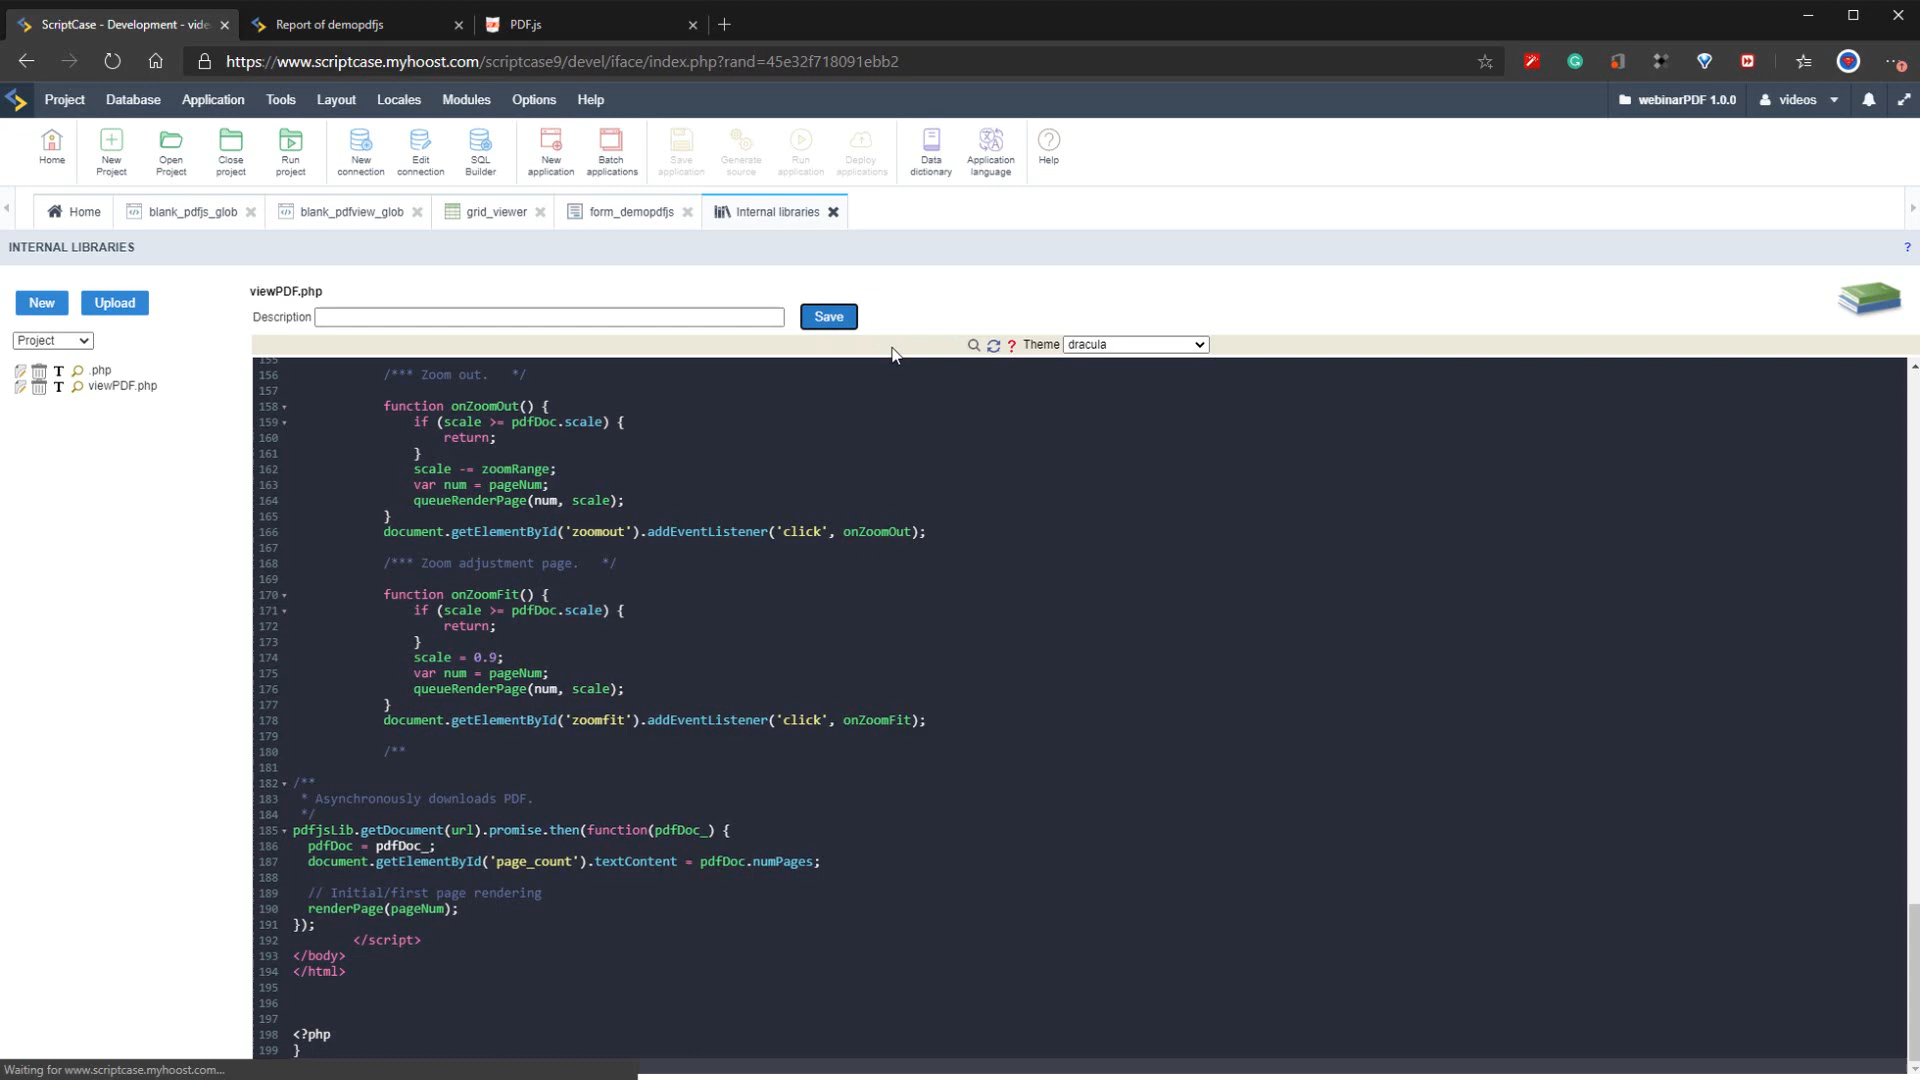 ScriptCase - Development - vide
Report of demopdfjs
PDF.js
https://www.scriptcase.myhoost.com/scriptcase9/devel/iface/index.php?rand=45e32f718091ebb2
Project Database Application Tools Layout Locales Modules Options Help
webinarPDF 1.0.0
videos
Home
New Project
Open Project
Close project
Run project
New connection
Edit connection
SQL Builder
New application
Batch applications
Save application
Generate source
Run application
Deploy applications
Data dictionary
Application language
Help
Home
blank_pdfjs_glob
blank_pdfview_glob
grid_viewer
form_demopdfjs
Internal libraries
INTERNAL LIBRARIES
?
New
Upload
viewPDF.php
Description
Save
Project
? Theme dracula
T .php
T viewPDF.php
155
156 /*** Zoom out. */
157
158 function onZoomOut() {
159 if (scale >= pdfDoc.scale) {
160 return;
161 }
162 scale -= zoomRange;
163 var num = pageNum;
164 queueRenderPage(num, scale);
165 }
166 document.getElementById('zoomout').addEventListener('click', onZoomOut);
167
168 /*** Zoom adjustment page. */
169
170 function onZoomFit() {
171 if (scale >= pdfDoc.scale) {
172 return;
173 }
174 scale = 0.9;
175 var num = pageNum;
176 queueRenderPage(num, scale);
177 }
178 document.getElementById('zoomfit').addEventListener('click', onZoomFit);
179
180 /**
181
182 /**
183 * Asynchronously downloads PDF.
184 */
185 pdfjsLib.getDocument(url).promise.then(function(pdfDoc_) {
186 pdfDoc = pdfDoc_;
187 document.getElementById('page_count').textContent = pdfDoc.numPages;
188
189 // Initial/first page rendering
190 renderPage(pageNum);
191 });
192 </script>
193 </body>
194 </html>
195
196
197
198 <?php
199 }
Waiting for www.scriptcase.myhoost.com...